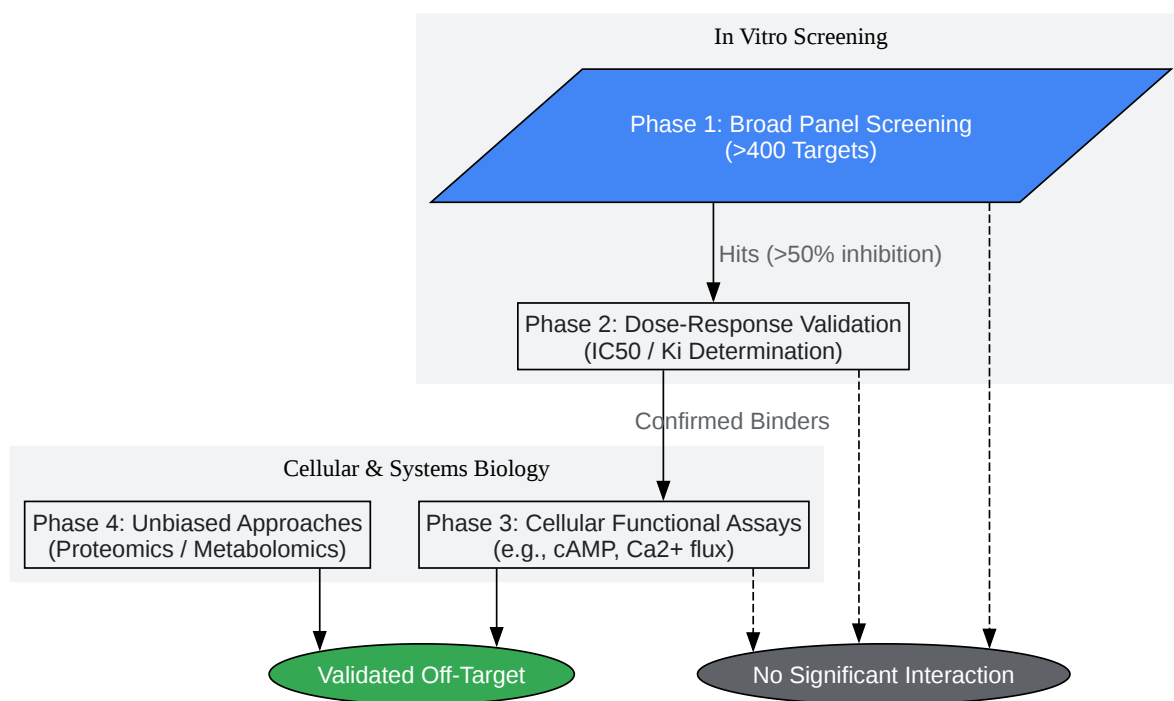 In Vitro Screening
Phase 1: Broad Panel Screening
(>400 Targets)
Hits (>50% inhibition)
Phase 2: Dose-Response Validation
(IC50 / Ki Determination)
Confirmed Binders
Cellular & Systems Biology
Phase 4: Unbiased Approaches
(Proteomics / Metabolomics)
Phase 3: Cellular Functional Assays
(e.g., cAMP, Ca2+ flux)
Validated Off-Target
No Significant Interaction